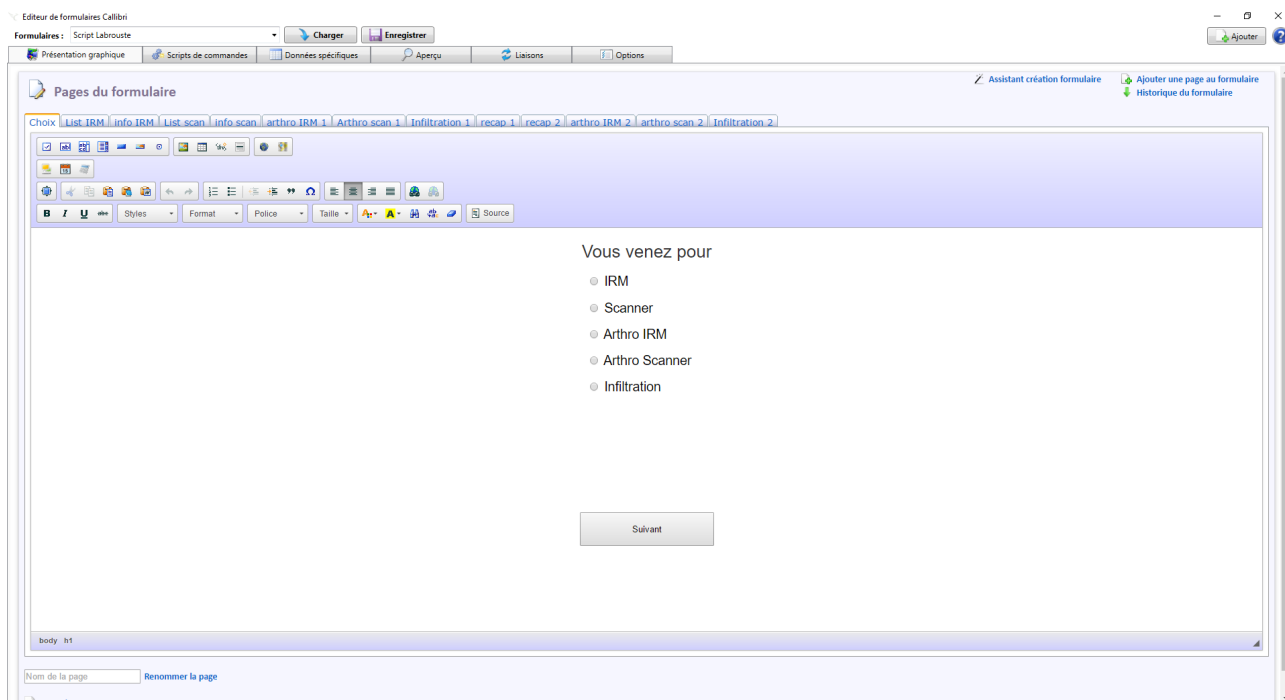 Editeur de formulaires Callibri
Formulaires : Script Labrouste Charger Enregistrer Ajouter
Présentation graphique Scripts de commandes Données spécifiques Aperçu Liaisons Options
Assistant création formulaire Ajouter une page au formulaire
Pages du formulaire Historique du formulaire
Choix List IRM info IRM List scan info scan arthro IRM 1 Arthro scan 1 Infiltration 1 recap 1 recap 2 arthro IRM 2 arthro scan 2 Infiltration 2
B I U abc Styles Format Police Taille A A Source
Vous venez pour
IRM
Scanner
Arthro IRM
Arthro Scanner
Infiltration
Suivant
body h1
Nom de la page Renommer la page